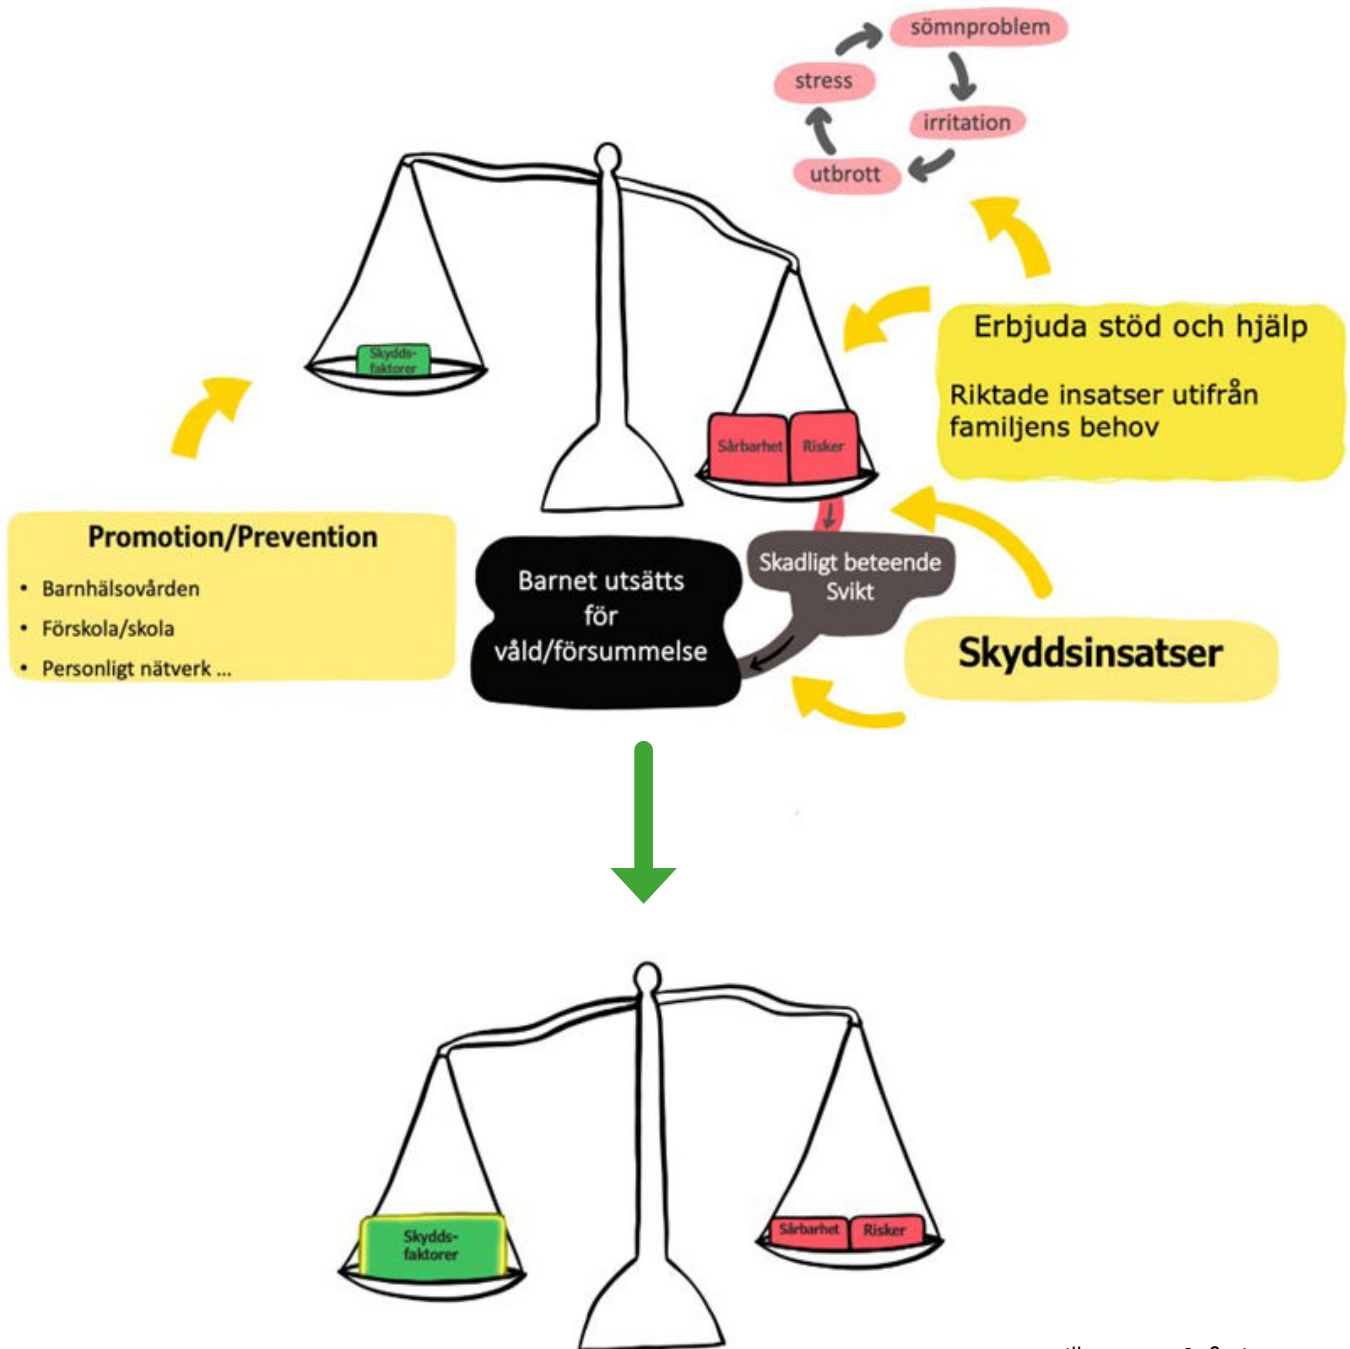 sömnproblem
stress
irritation
utbrott
Skydds-
faktorer
Sårbarhet
Risker
Erbjuda stöd och hjälp
Riktade insatser utifrån
familjens behov
Promotion/Prevention
• Barnhälsovården
• Förskola/skola
• Personligt nätverk ...
Barnet utsätts
för
våld/försummelse
Skadligt beteende
Svikt
Skyddsinsatser
Skydds-
faktorer
Sårbarhet
Risker